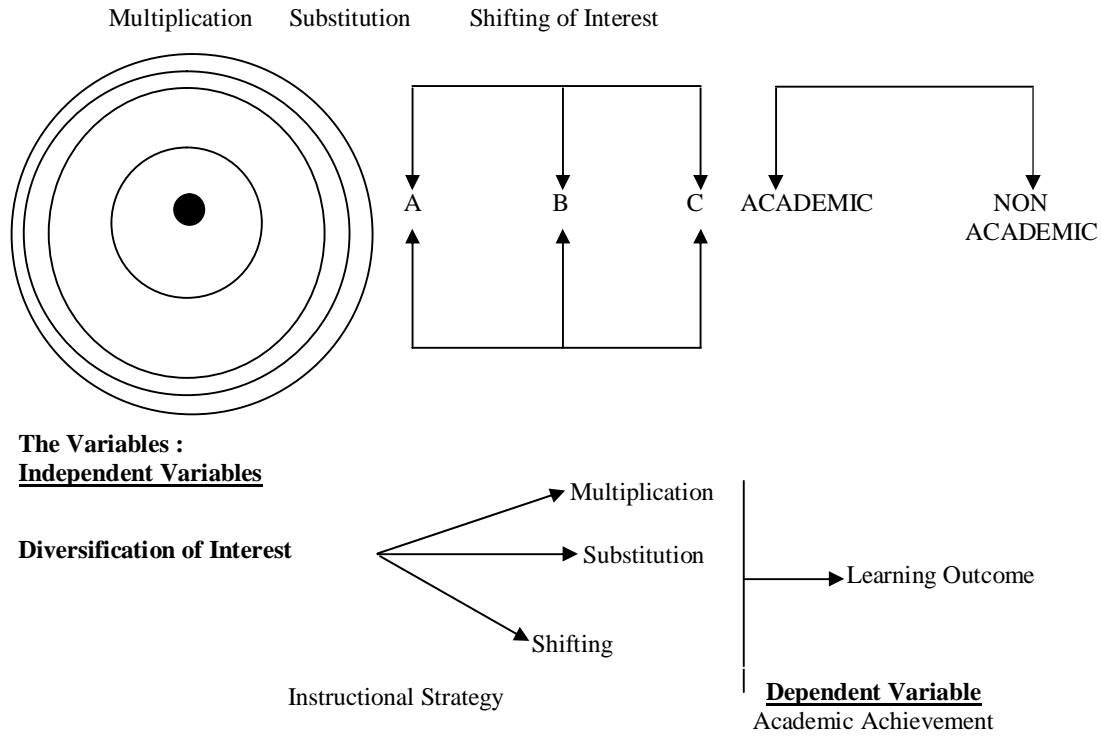 Multiplication Substitution Shifting of Interest
A B C ACADEMIC NON
ACADEMIC
The Variables :
Independent Variables
Multiplication
Diversification of Interest Substitution
Learning Outcome
Shifting
Instructional Strategy Dependent Variable
Academic Achievement